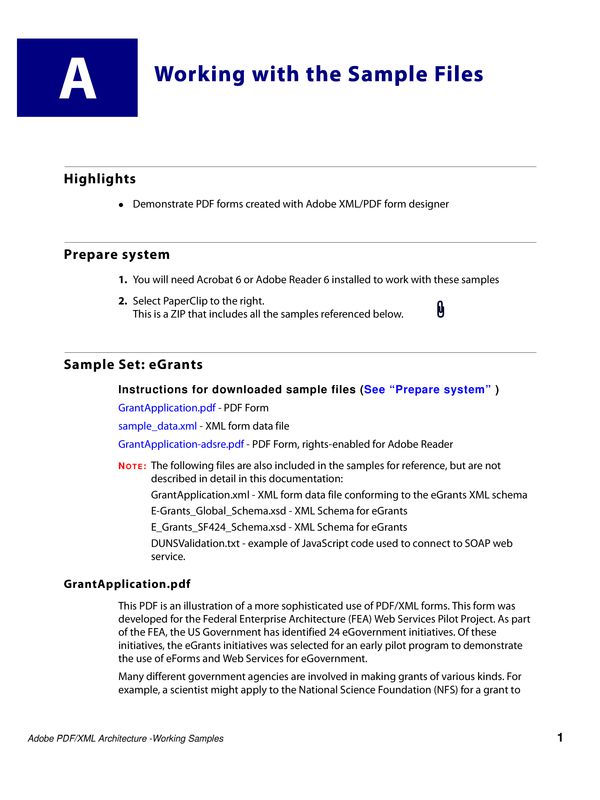 A
Working with the Sample Files
Highlights
● Demonstrate PDF forms created with Adobe XML/PDF form designer
Prepare system
1. You will need Acrobat 6 or Adobe Reader 6 installed to work with these samples
2. Select PaperClip to the right.
This is a ZIP that includes all the samples referenced below.
Sample Set: eGrants
Instructions for downloaded sample files (See “Prepare system” )
GrantApplication.pdf - PDF Form
sample_data.xml - XML form data file
GrantApplication-adsre.pdf - PDF Form, rights-enabled for Adobe Reader
NOTE: The following files are also included in the samples for reference, but are not
described in detail in this documentation:
GrantApplication.xml - XML form data file conforming to the eGrants XML schema
E-Grants_Global_Schema.xsd - XML Schema for eGrants
E_Grants_SF424_Schema.xsd - XML Schema for eGrants
DUNSValidation.txt - example of JavaScript code used to connect to SOAP web
service.
GrantApplication.pdf
This PDF is an illustration of a more sophisticated use of PDF/XML forms. This form was
developed for the Federal Enterprise Architecture (FEA) Web Services Pilot Project. As part
of the FEA, the US Government has identified 24 eGovernment initiatives. Of these
initiatives, the eGrants initiatives was selected for an early pilot program to demonstrate
the use of eForms and Web Services for eGovernment.
Many different government agencies are involved in making grants of various kinds. For
example, a scientist might apply to the National Science Foundation (NFS) for a grant to
Adobe PDF/XML Architecture -Working Samples
1